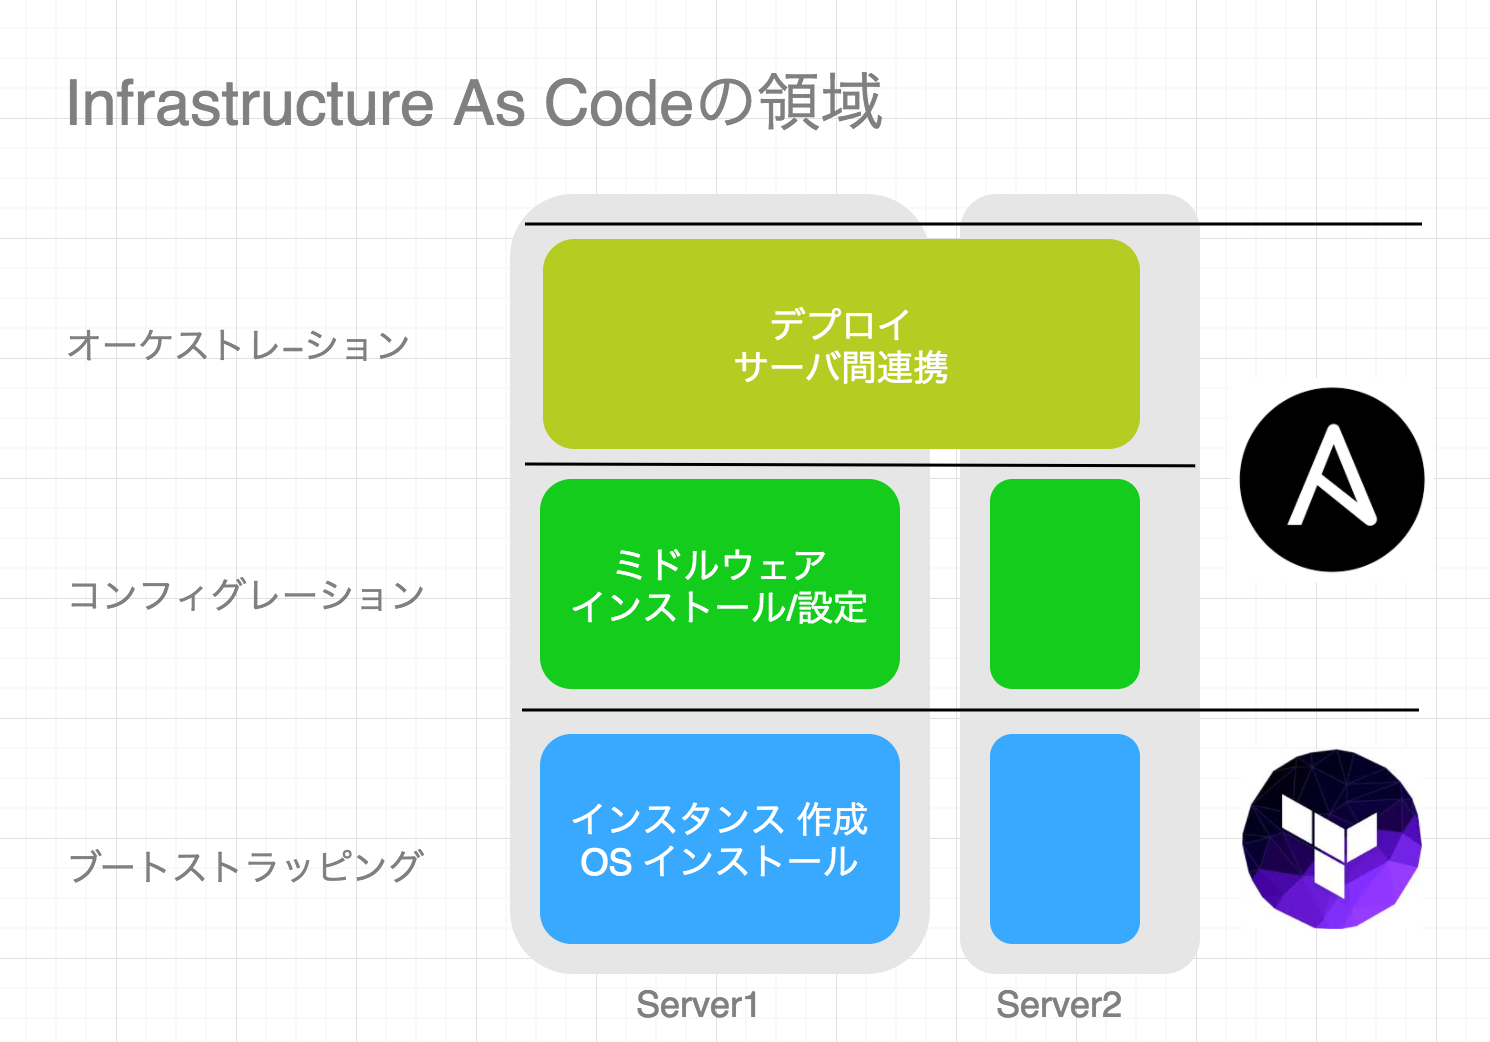 Infrastructure As Codeの領域
オーケストレ–ション
デプロイ
サーバ間連携
コンフィグレーション
ミドルウェア
インストール/設定
ブートストラッピング
インスタンス 作成
OS インストール
Server1
Server2